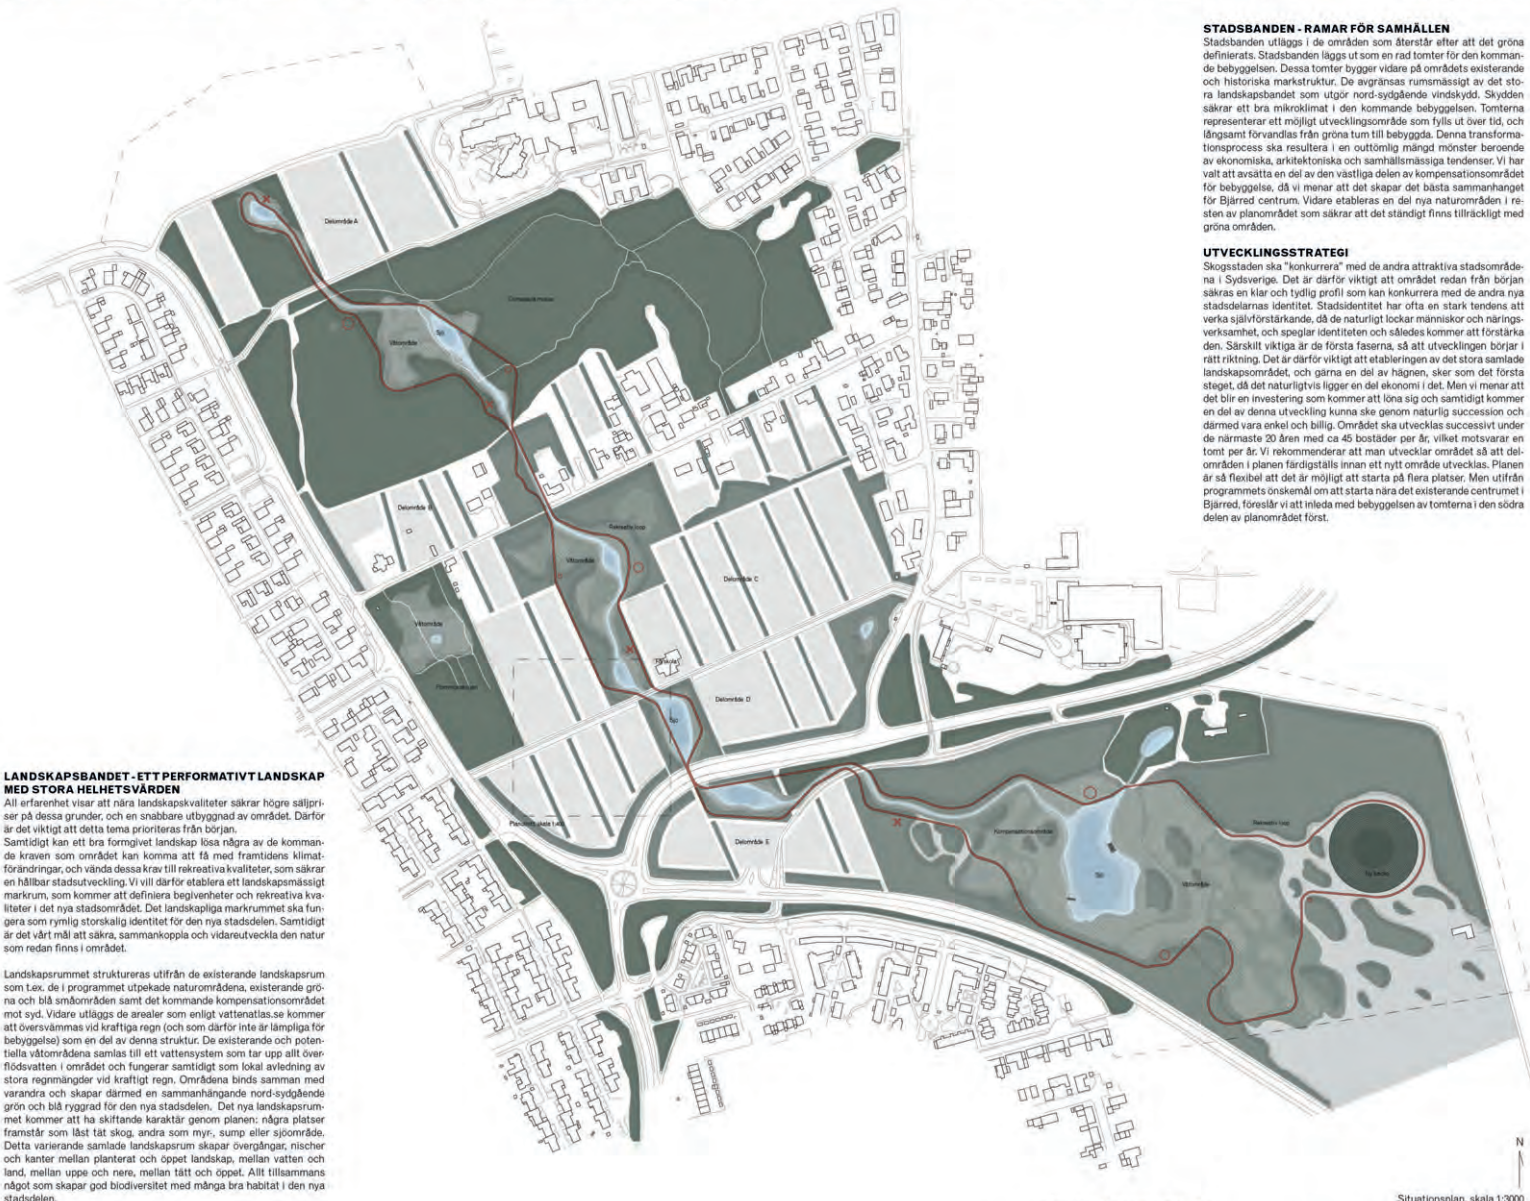 STADSBANDEN - RAMAR FÖR SAMHÄLLEN
Stadsbanden utläggs i de områden som återstår efter att det gröna
definierats. Stadsbanden läggs ut som en rad tomter för den komman-
de bebyggelsen. Dessa tomter bygger vidare på områdets existerande
och historiska markstruktur. De avgränsas rumsmässigt av det sto-
ra landskapsbandet som utgör nord-sydgående vindskydd. Skydden
säkrar ett bra mikroklimat i den kommande bebyggelsen. Tomterna
representerar ett möjligt utvecklingsområde som fylls ut över tid, och
långsamt förvandlas från gröna tum till bebyggda. Denna transforma-
tionsprocess ska resultera i en outtömlig mängd mönster beroende
av ekonomiska, arkitektoniska och samhällsmässiga tendenser. Vi har
valt att avsätta en del av den västliga delen av kompensationsområdet
för bebyggelse, då vi menar att det skapar det bästa sammanhanget
för Bjärred centrum. Vidare etableras en del nya naturområden i re-
sten av planområdet som säkrar att det ständigt finns tillräckligt med
gröna områden.
UTVECKLINGSSTRATEGI
Skogsstaden ska "konkurrera" med de andra attraktiva stadsområde-
na i Sydsverige. Det är därför viktigt att området redan från början
säkras en klar och tydlig profil som kan konkurrera med de andra nya
stadsdelarnas identitet. Stadsidentitet har ofta en stark tendens att
verka självförstärkande, då de naturligt lockar människor och närings-
verksamhet, och speglar identiteten och således kommer att förstärka
den. Särskilt viktiga är de första faserna, så att utvecklingen börjar i
rätt riktning. Det är därför viktigt att etableringen av det stora samlade
landskapsområdet, och gärna en del av hägnen, sker som det första
steget, då det naturligtvis ligger en del ekonomi i det. Men vi menar att
det blir en investering som kommer att löna sig och samtidigt kommer
en del av denna utveckling kunna ske genom naturlig succession och
därmed vara enkel och billig. Området ska utvecklas successivt under
de närmaste 20 åren med ca 45 bostäder per år, vilket motsvarar en
tomt per år. Vi rekommenderar att man utvecklar området så att del-
områden i planen färdigställs innan ett nytt område utvecklas. Planen
är så flexibel att det är möjligt att starta på flera platser. Men utifrån
programmets önskemål om att starta nära det existerande centrumet i
Bjärred, föreslår vi att inleda med bebyggelsen av tomterna i den södra
delen av planområdet först.
Delområde A
Sjö
Våtområde
Delområde B
Rekreativ loop
Våtområde
Delområde C
Våtområde
Förskola
Delområde D
Sjö
Delområde E
Kompensationsområde
Rekreativ loop
Sjö
Våtområde
LANDSKAPSBANDET - ETT PERFORMATIVT LANDSKAP
MED STORA HELHETSVÄRDEN
All erfarenhet visar att nära landskapskvaliteter säkrar högre säljpri-
ser på dessa grunder, och en snabbare utbyggnad av området. Därför
är det viktigt att detta tema prioriteras från början.
Samtidigt kan ett bra formgivet landskap lösa några av de komman-
de kraven som området kan komma att få med framtidens klimat-
förändringar, och vända dessa krav till rekreativa kvaliteter, som säkrar
en hållbar stadsutveckling. Vi vill därför etablera ett landskapsmässigt
markrum, som kommer att definiera begivenheter och rekreativa kva-
liteter i det nya stadsområdet. Det landskapliga markrummet ska fun-
gera som rymlig storskalig identitet för den nya stadsdelen. Samtidigt
är det vårt mål att säkra, sammankoppla och vidareutveckla den natur
som redan finns i området.
Landskapsrummet struktureras utifrån de existerande landskapsrum
som t.ex. de i programmet utpekade naturområdena, existerande grö-
na och blå småområden samt det kommande kompensationsområdet
mot syd. Vidare utläggs de arealer som enligt vattenatlas.se kommer
att översvämmas vid kraftiga regn (och som därför inte är lämpliga för
bebyggelse) som en del av denna struktur. De existerande och poten-
tiella våtområdena samlas till ett vattensystem som tar upp allt över-
flödsvatten i området och fungerar samtidigt som lokal avledning av
stora regnmängder vid kraftigt regn. Områdena binds samman med
varandra och skapar därmed en sammanhängande nord-sydgående
grön och blå ryggrad för den nya stadsdelen. Det nya landskapsrum-
met kommer att ha skiftande karaktär genom planen: några platser
framstår som låst tät skog, andra som myr-, sump eller sjöområde.
Detta varierande samlade landskapsrum skapar övergångar, nischer
och kanter mellan planterat och öppet landskap, mellan vatten och
land, mellan uppe och nere, mellan tätt och öppet. Allt tillsammans
något som skapar god biodiversitet med många bra habitat i den nya
stadsdelen.
N
Situationsplan, skala 1:3000